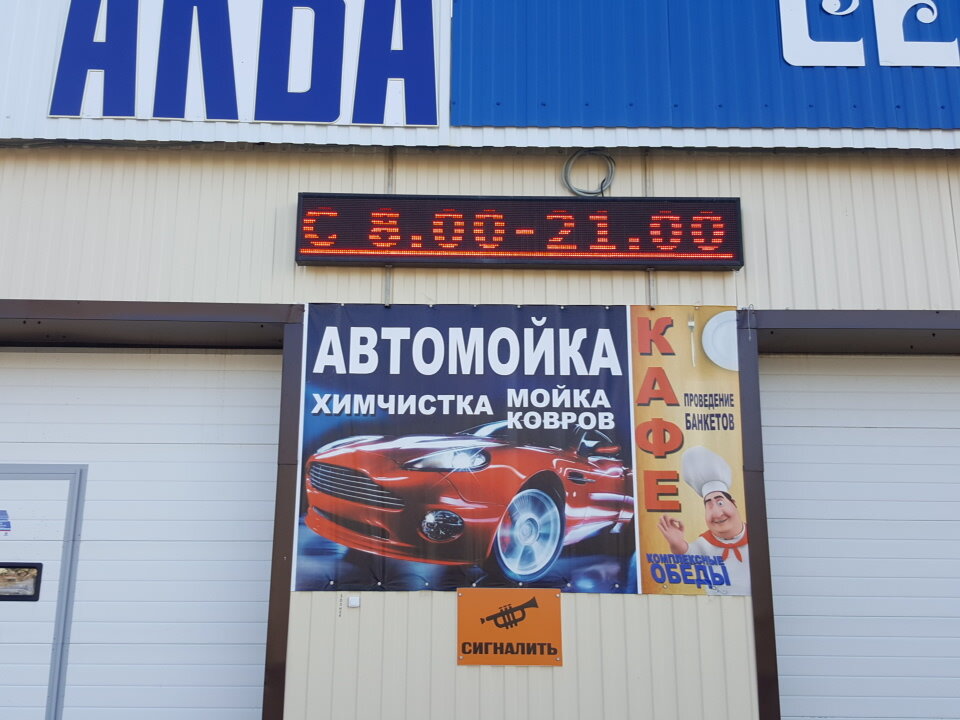 АКВА
С 8.00-21.00
АВТОМОЙКА
ХИМЧИСТКА
МОЙКА
КОВРОВ
КАФЕ
ПРОВЕДЕНИЕ
БАНКЕТОВ
КОМПЛЕКСНЫЕ
ОБЕДЫ
СИГНАЛИТЬ